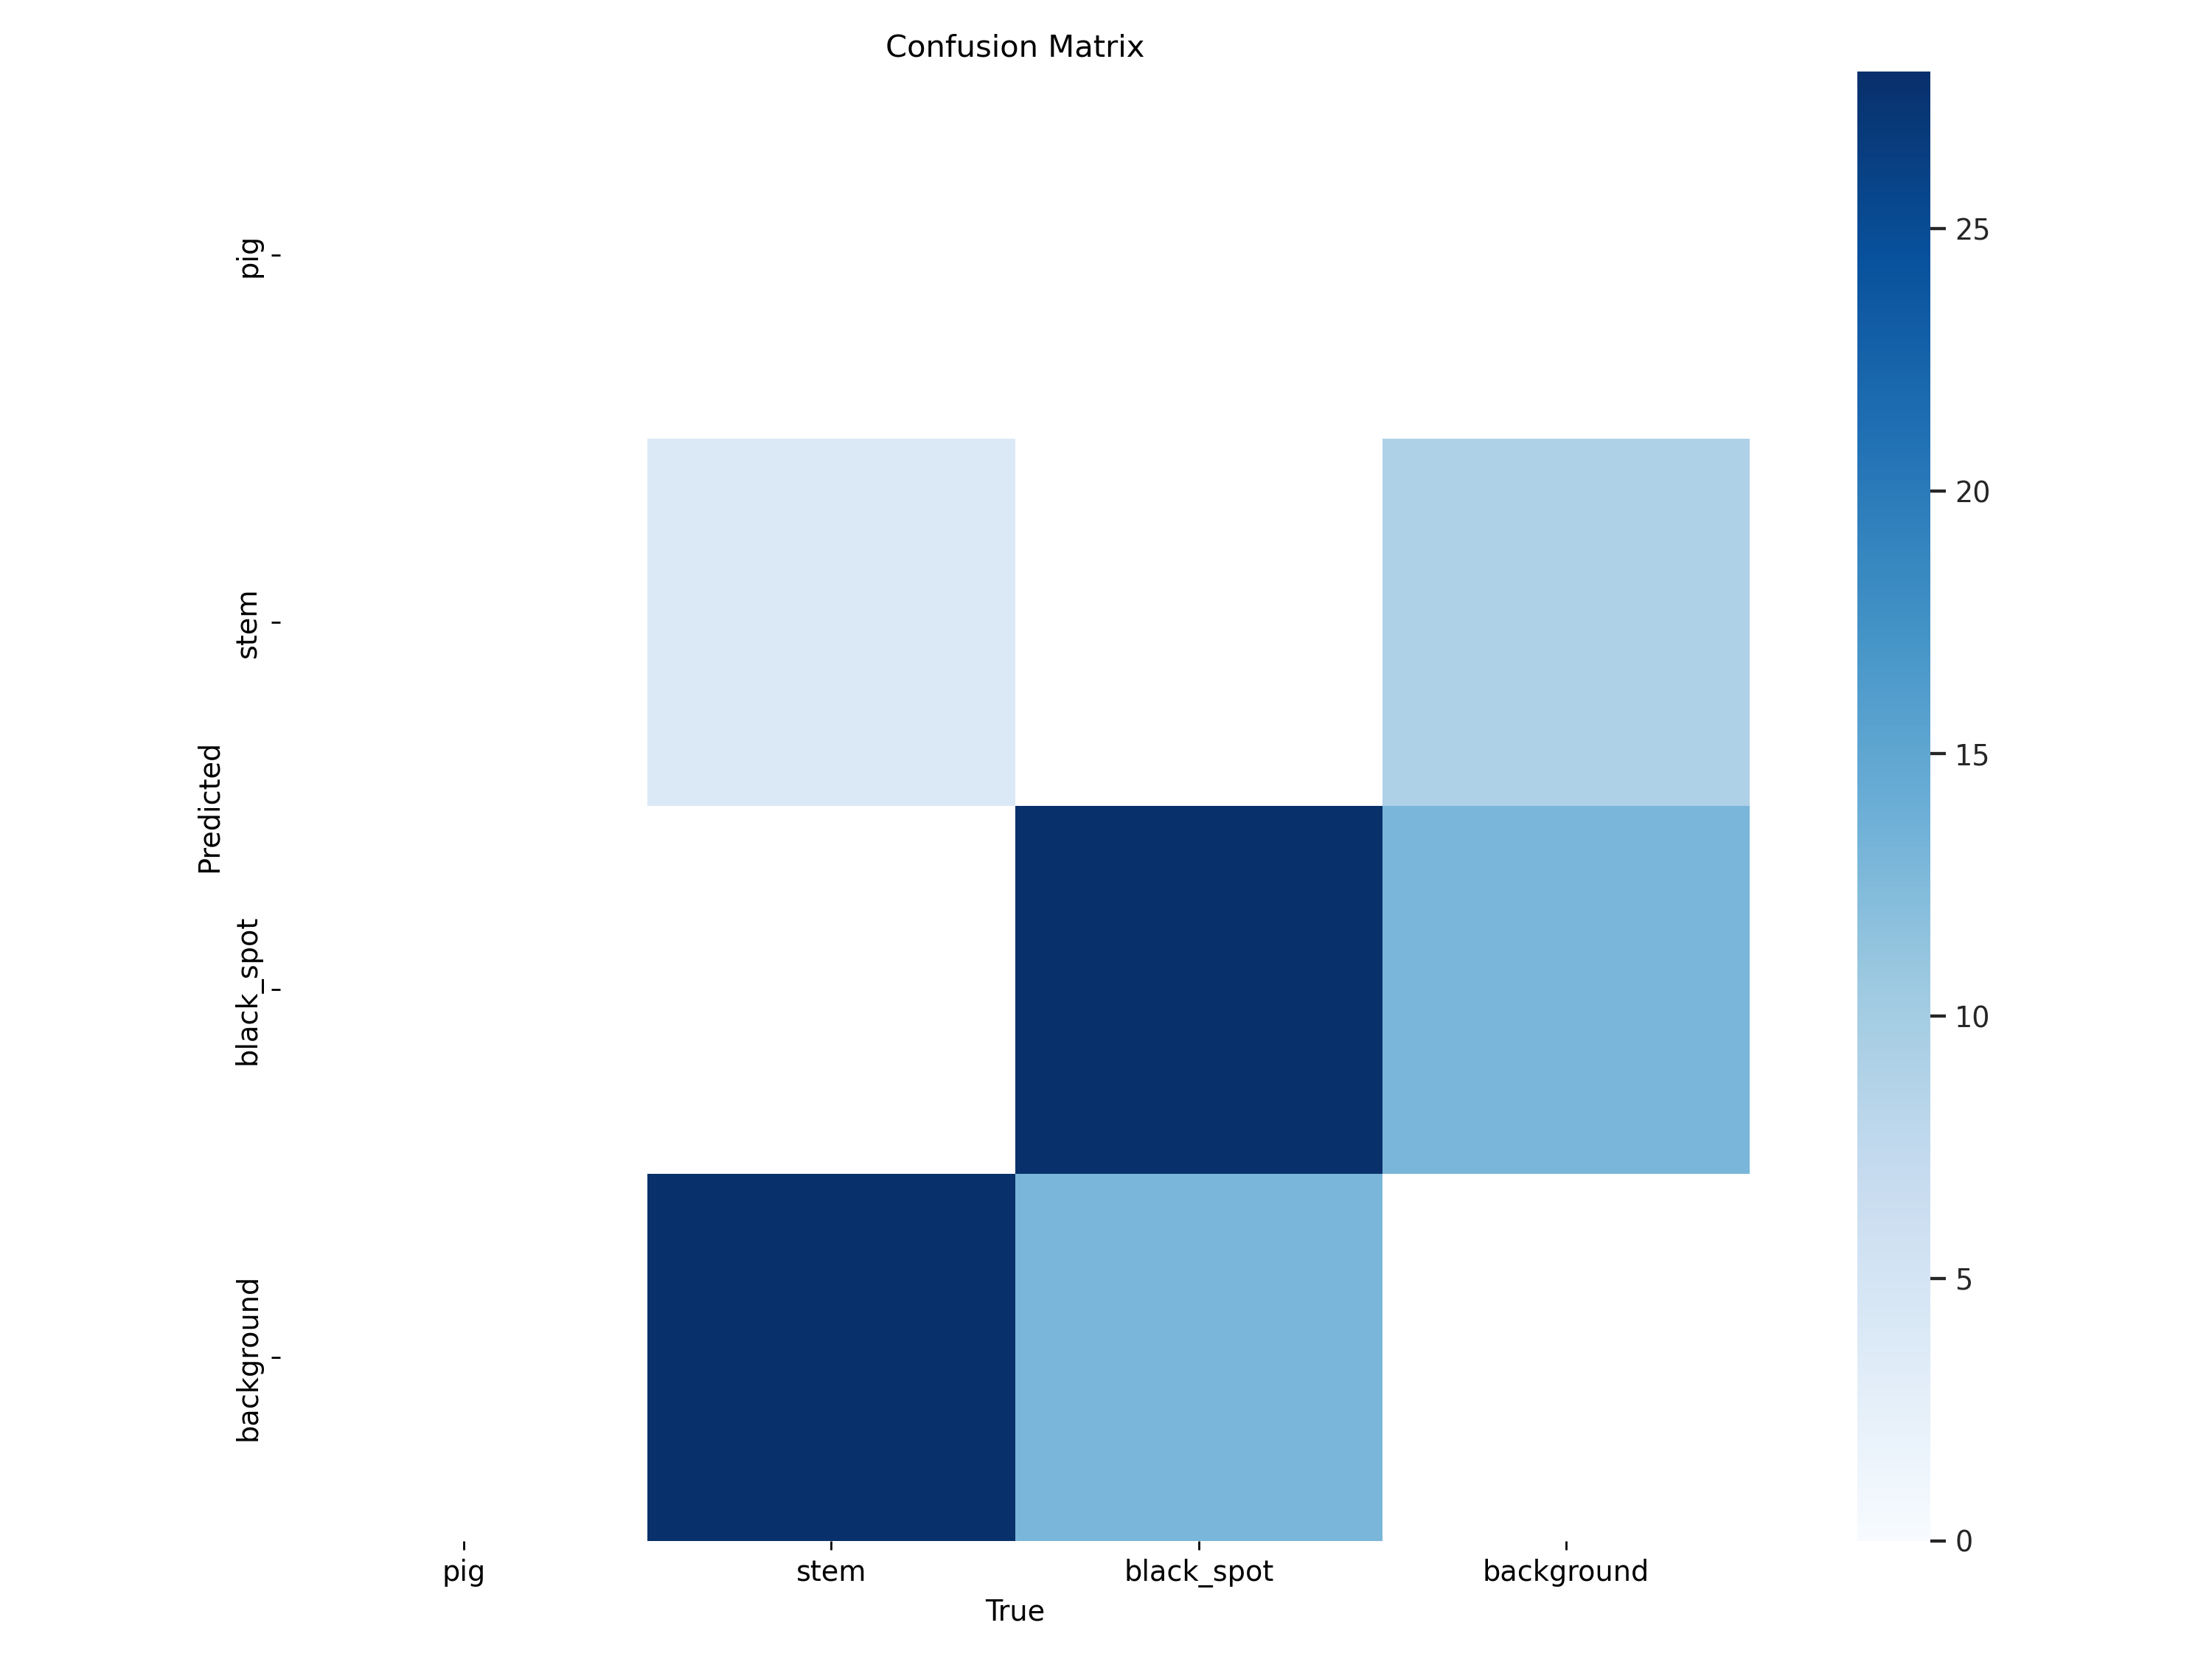 Confusion Matrix
pig
stem
black_spot
background
Predicted
pig
stem
black_spot
background
True
25
20
15
10
5
0